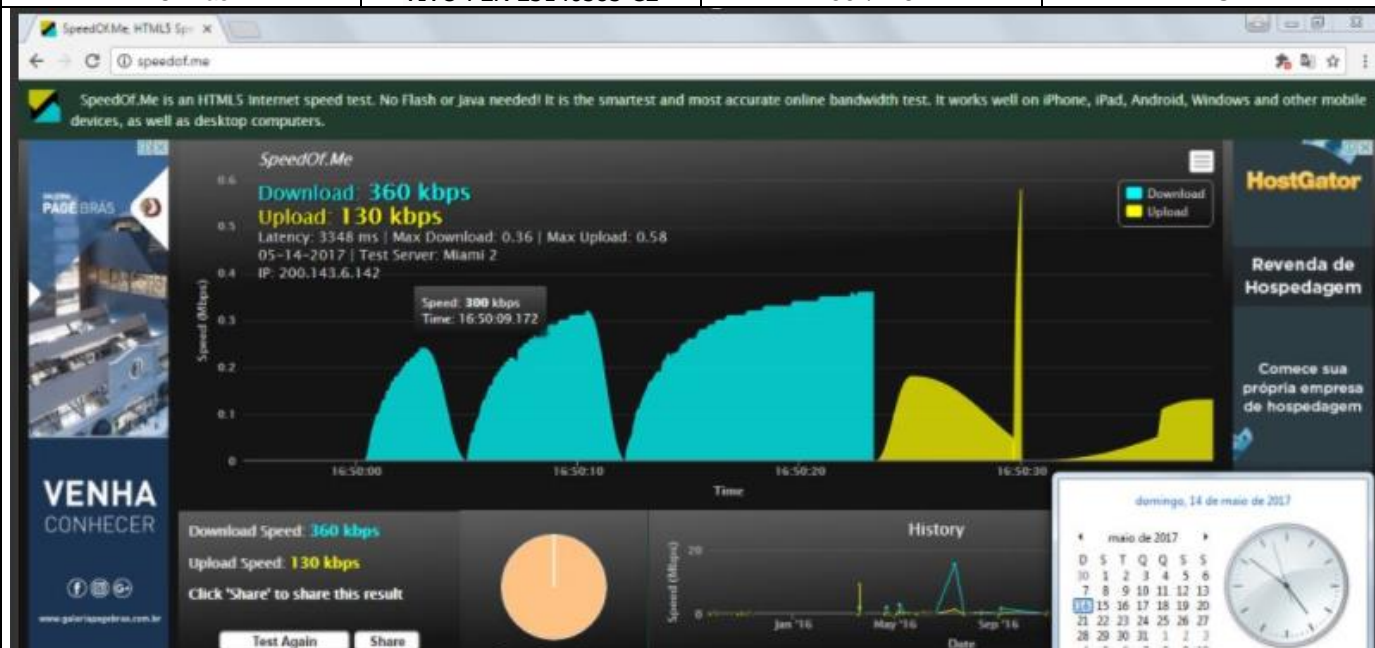 SpeedOf.Me, HTML5 Sp
speedof.me
SpeedOf.Me is an HTML5 Internet speed test. No Flash or Java needed! It is the smartest and most accurate online bandwidth test. It works well on iPhone, iPad, Android, Windows and other mobile
devices, as well as desktop computers.
SpeedOf.Me
Download: 360 kbps
Upload: 130 kbps
Latency: 3348 ms | Max Download: 0.36 | Max Upload: 0.58
05-14-2017 | Test Server: Miami 2
IP: 200.143.6.142
Download
Upload
Speed: 300 kbps
Time: 16:50:09.172
Speed (Mbps)
0.6
0.5
0.4
0.3
0.2
0.1
0
16:50:00 16:50:10 16:50:20 16:50:30
Time
PAGÉ BRÁS
VENHA
CONHECER
www.galeriapagebras.com.br
HostGator
Revenda de
Hospedagem
Comece sua
própria empresa
de hospedagem
Download Speed: 360 kbps
Upload Speed: 130 kbps
Click 'Share' to share this result
Test Again Share
History
Speed (Mbps)
20
0
Jan '16 May '16 Sep '16
Date
domingo, 14 de maio de 2017
maio de 2017
D S T Q Q S S
30 1 2 3 4 5 6
7 8 9 10 11 12 13
14 15 16 17 18 19 20
21 22 23 24 25 26 27
28 29 30 31 1 2 3